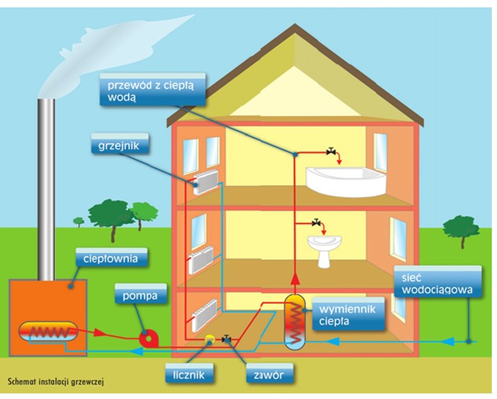 przewód z ciepłą
wodą
grzejnik
ciepłownia
pompa
sieć
wodociągowa
wymiennik
ciepła
licznik
zawór
Schemat instalacji grzewczej